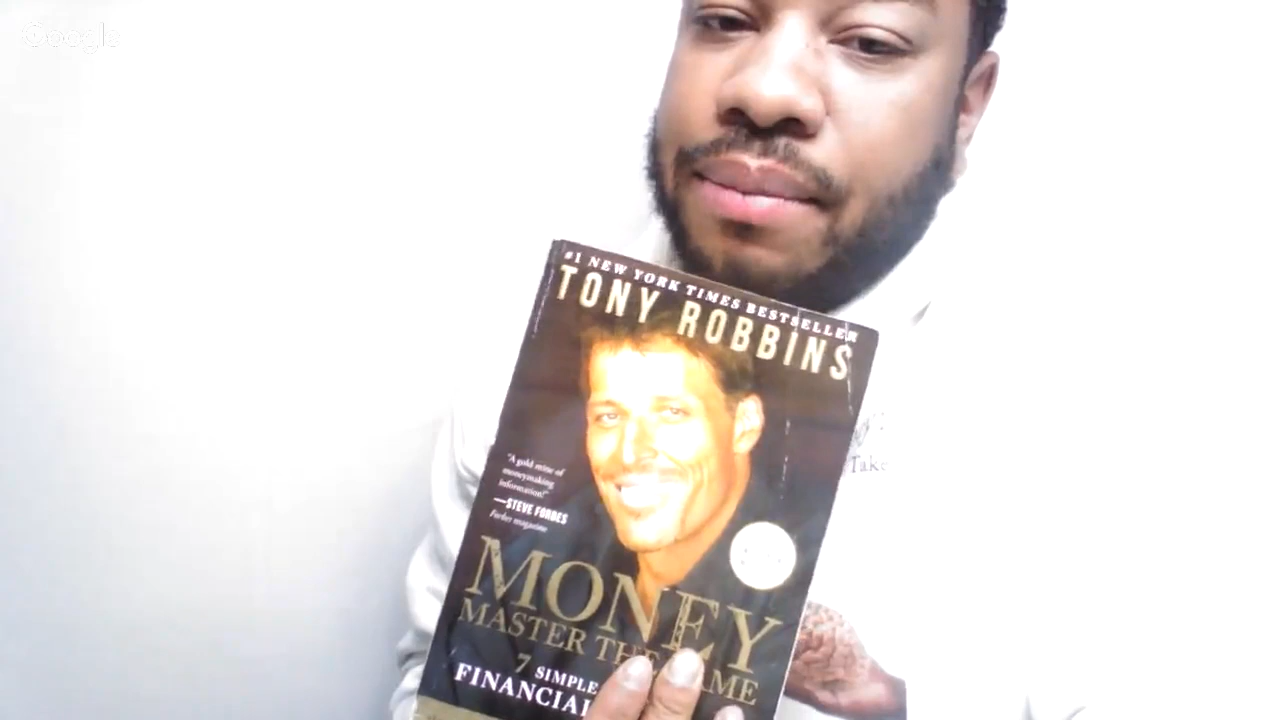 Google
#1 NEW YORK TIMES BESTSELLER
TONY ROBBINS
"A gold mine of
moneymaking
information!"
—STEVE FORBES
Forbes magazine
MONEY
MASTER THE GAME
7 SIMPLE
FINANCIAL
Take